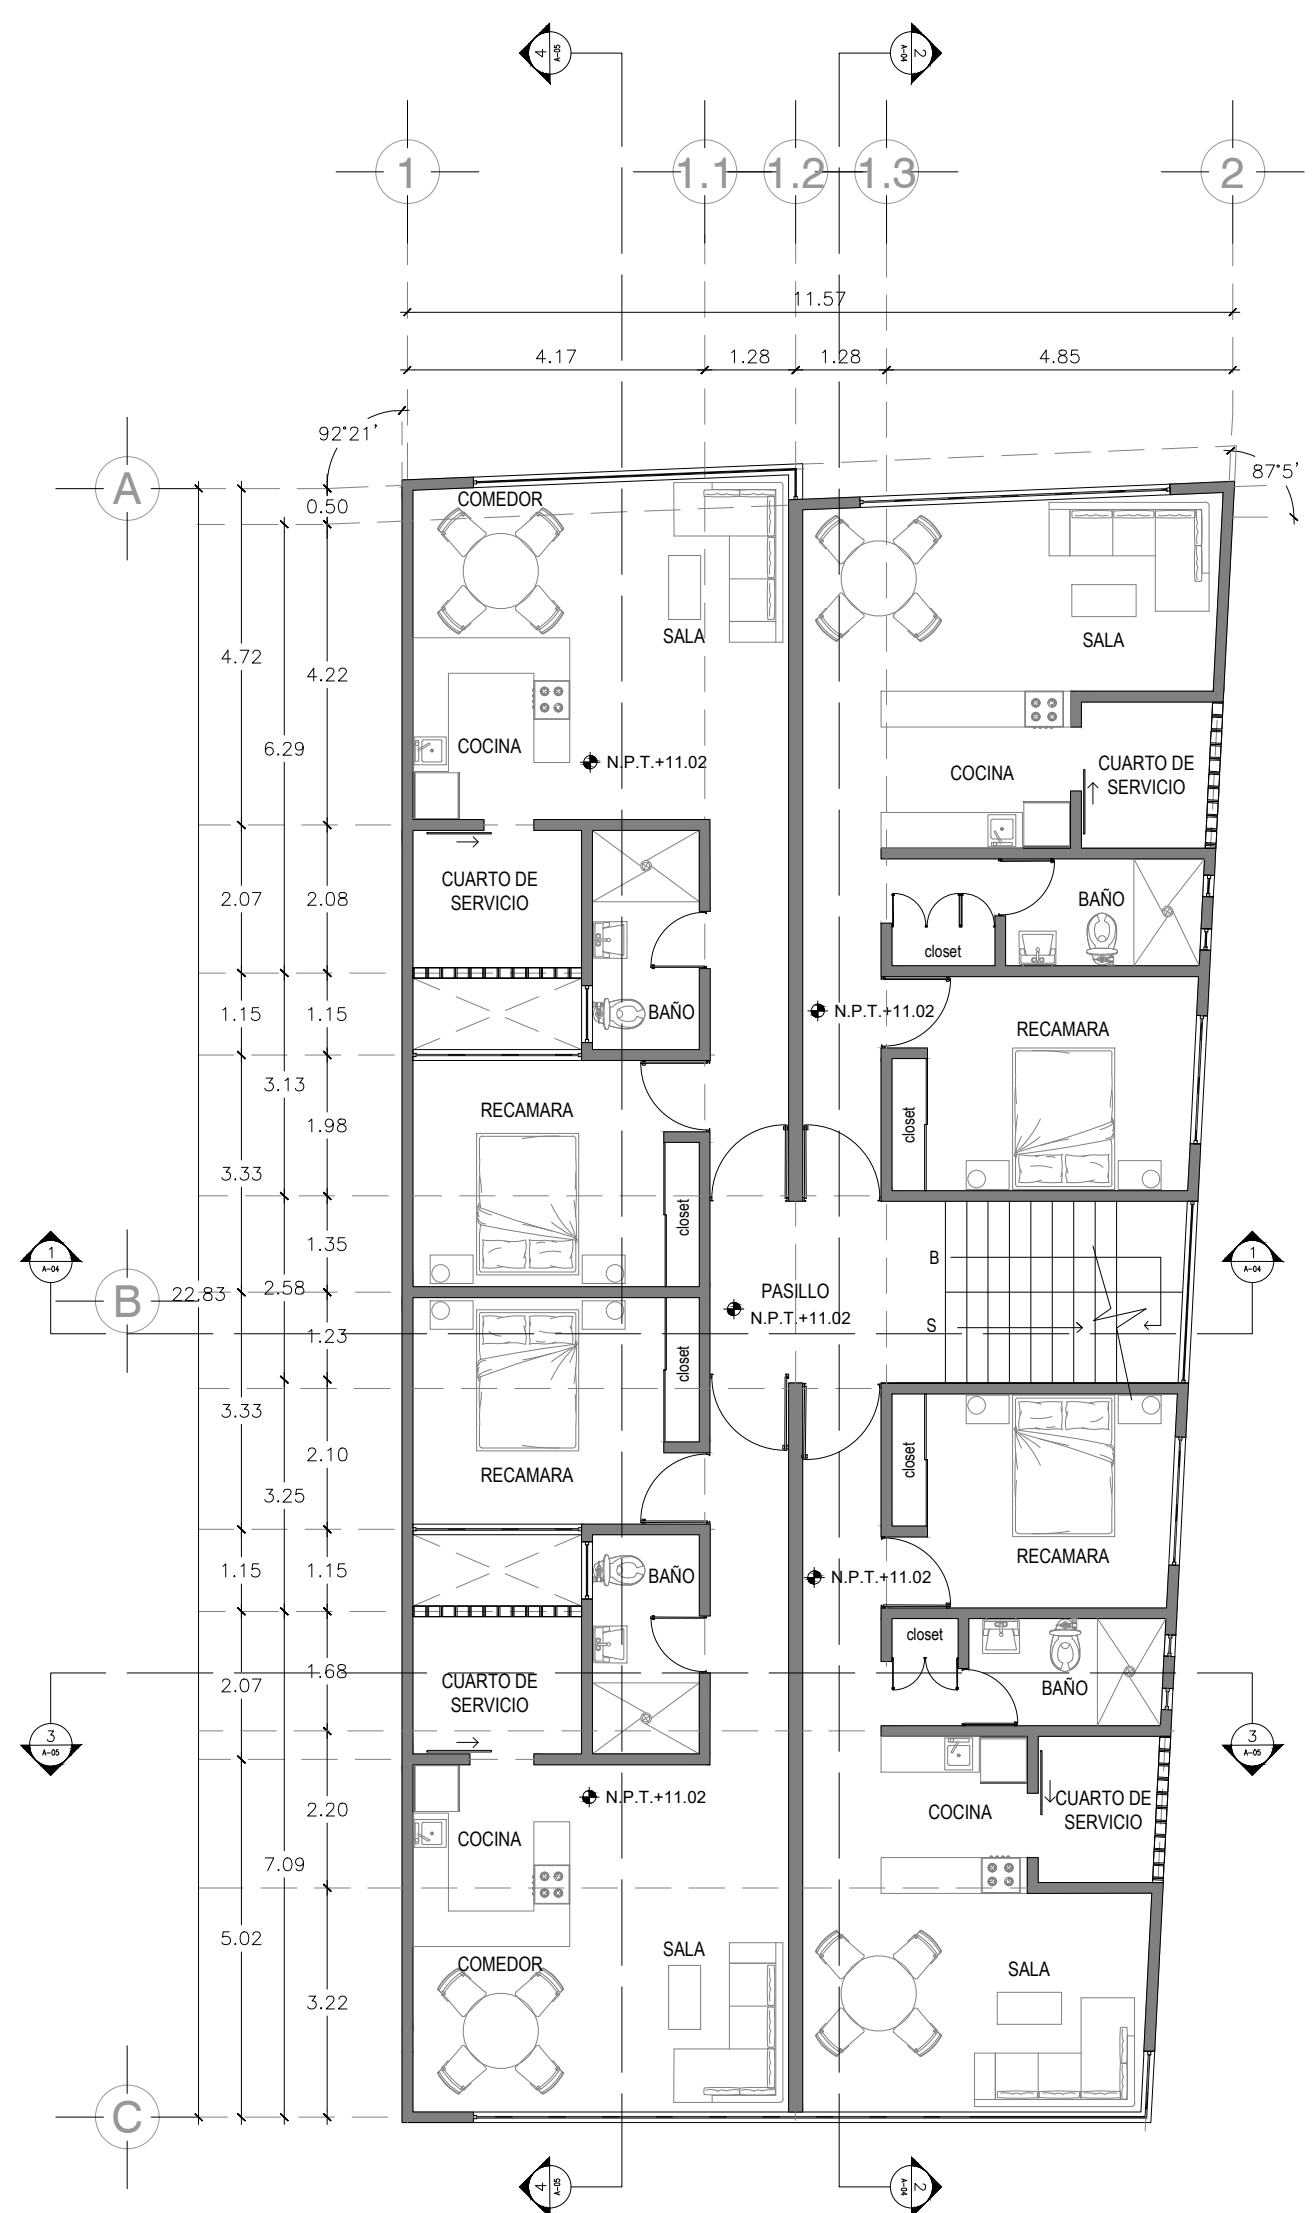 4
A-05
2
A-04
1
1.1
1.2
1.3
2
11.57
4.17
1.28
1.28
4.85
92°21'
87°5'
A
0.50
COMEDOR
SALA
SALA
4.72
4.22
6.29
COCINA
N.P.T.+11.02
COCINA
CUARTO DE
SERVICIO
CUARTO DE
SERVICIO
2.07
2.08
BAÑO
closet
1.15
1.15
BAÑO
N.P.T.+11.02
RECAMARA
3.13
1.98
RECAMARA
closet
3.33
closet
1
A-04
1.35
B
1
A-04
B
22.83
2.58
PASILLO
N.P.T.+11.02
S
1.23
closet
3.33
closet
2.10
RECAMARA
3.25
RECAMARA
1.15
1.15
BAÑO
N.P.T.+11.02
closet
1.68
2.07
CUARTO DE
SERVICIO
BAÑO
3
A-05
3
A-05
N.P.T.+11.02
2.20
COCINA
COCINA
CUARTO DE
SERVICIO
7.09
5.02
SALA
COMEDOR
SALA
3.22
C
4
A-05
2
A-04